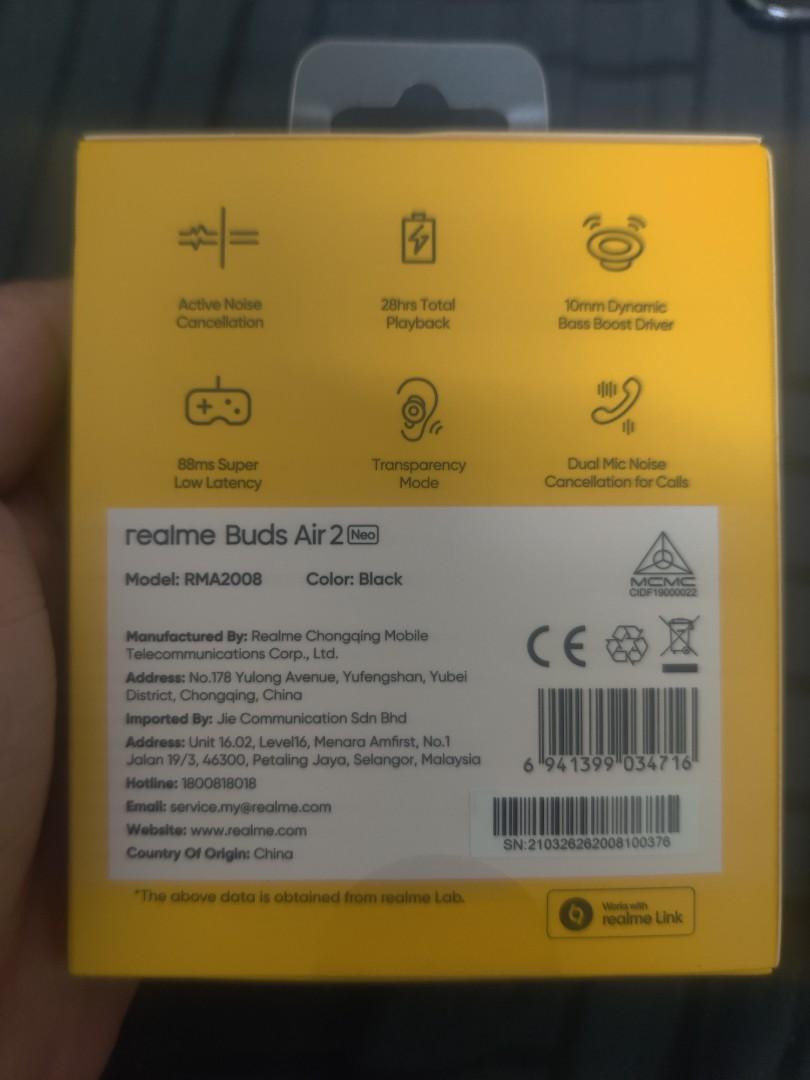 Active Noise
Cancellation
28hrs Total
Playback
10mm Dynamic
Bass Boost Driver
88ms Super
Low Latency
Transparency
Mode
Dual Mic Noise
Cancellation for Calls
realme Buds Air 2 Neo
Model: RMA2008 Color: Black
MCMC
CIDF19000022
Manufactured By: Realme Chongqing Mobile
Telecommunications Corp., Ltd.
Address: No.178 Yulong Avenue, Yufengshan, Yubei
District, Chongqing, China
Imported By: Jie Communication Sdn Bhd
Address: Unit 16.02, Level16, Menara Amfirst, No.1
Jalan 19/3, 46300, Petaling Jaya, Selangor, Malaysia
Hotline: 1800818018
Email: service.my@realme.com
Website: www.realme.com
Country Of Origin: China
CE
6 941399 034716
SN:210326262008100376
*The above data is obtained from realme Lab.
Works with
realme Link